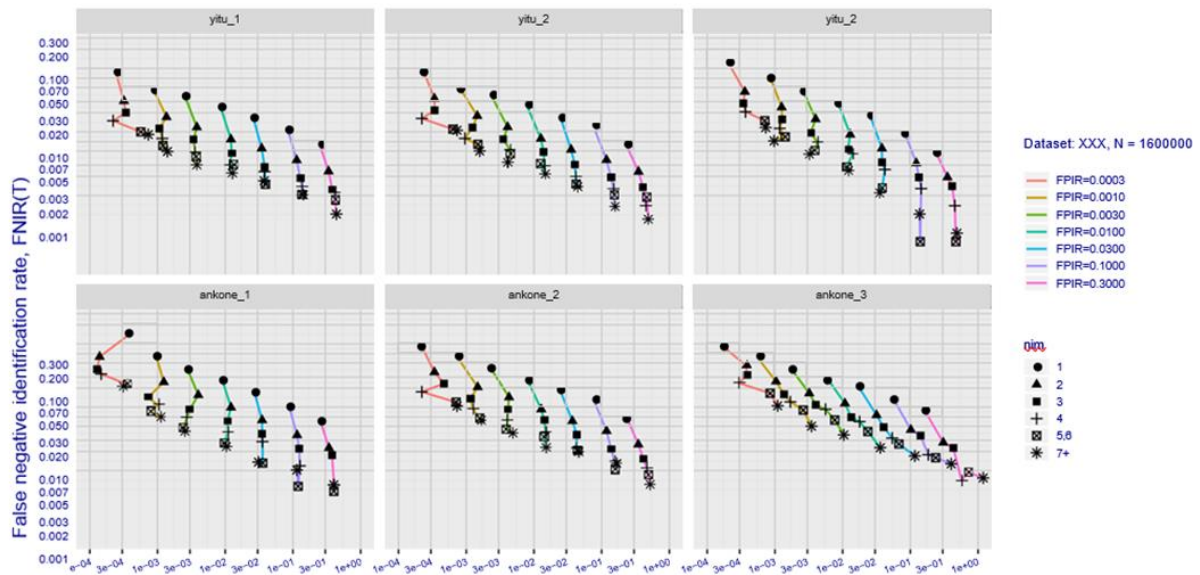 yitu_1
yitu_2
yitu_2
0.300
0.200
0.100
0.070
0.050
0.030
0.020
0.010
0.007
0.005
0.003
0.002
0.001
ankone_1
ankone_2
ankone_3
0.300
0.200
0.100
0.070
0.050
0.030
0.020
0.010
0.007
0.005
0.003
0.002
0.001
1e-04 3e-04 1e-03 3e-03 1e-02 3e-02 1e-01 3e-01 1e+00
1e-04 3e-04 1e-03 3e-03 1e-02 3e-02 1e-01 3e-01 1e+00
1e-04 3e-04 1e-03 3e-03 1e-02 3e-02 1e-01 3e-01 1e+00
False negative identification rate, FNIR(T)
Dataset: XXX, N = 1600000
FPIR=0.0003
FPIR=0.0010
FPIR=0.0030
FPIR=0.0100
FPIR=0.0300
FPIR=0.1000
FPIR=0.3000
nim
1
2
3
4
5,6
7+